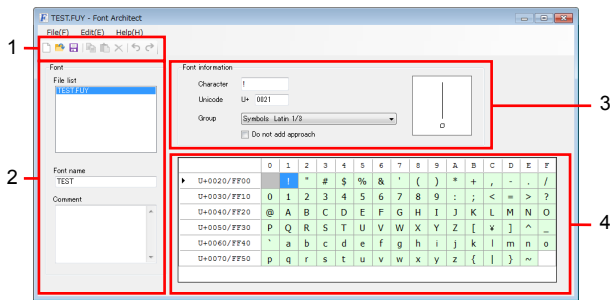 TEST.FUY - Font Architect
File(F) Edit(E) Help(H)
1
Font
File list
TEST.FUY
Font name
TEST
Comment
2
Font information
Character !
Unicode U+ 0021
Group Symbols Latin 1/3
Do not add approach
3
0 1 2 3 4 5 6 7 8 9 A B C D E F
U+0020/FF00 ! " # $ % & ' ( ) * + , - . /
U+0030/FF10 0 1 2 3 4 5 6 7 8 9 : ; < = > ?
U+0040/FF20 @ A B C D E F G H I J K L M N O
U+0050/FF30 P Q R S T U V W X Y Z [ ¥ ] ^ _
U+0060/FF40 ` a b c d e f g h i j k l m n o
U+0070/FF50 p q r s t u v w x y z { | } ~
4